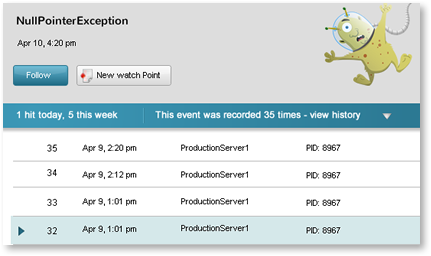 NullPointerException
Apr 10, 4:20 pm
Follow
New watch Point
1 hit today, 5 this week This event was recorded 35 times - view history
35 Apr 9, 2:20 pm ProductionServer1 PID: 8967
34 Apr 9, 2:12 pm ProductionServer1 PID: 8967
33 Apr 9, 1:01 pm ProductionServer1 PID: 8967
32 Apr 9, 1:01 pm ProductionServer1 PID: 8967